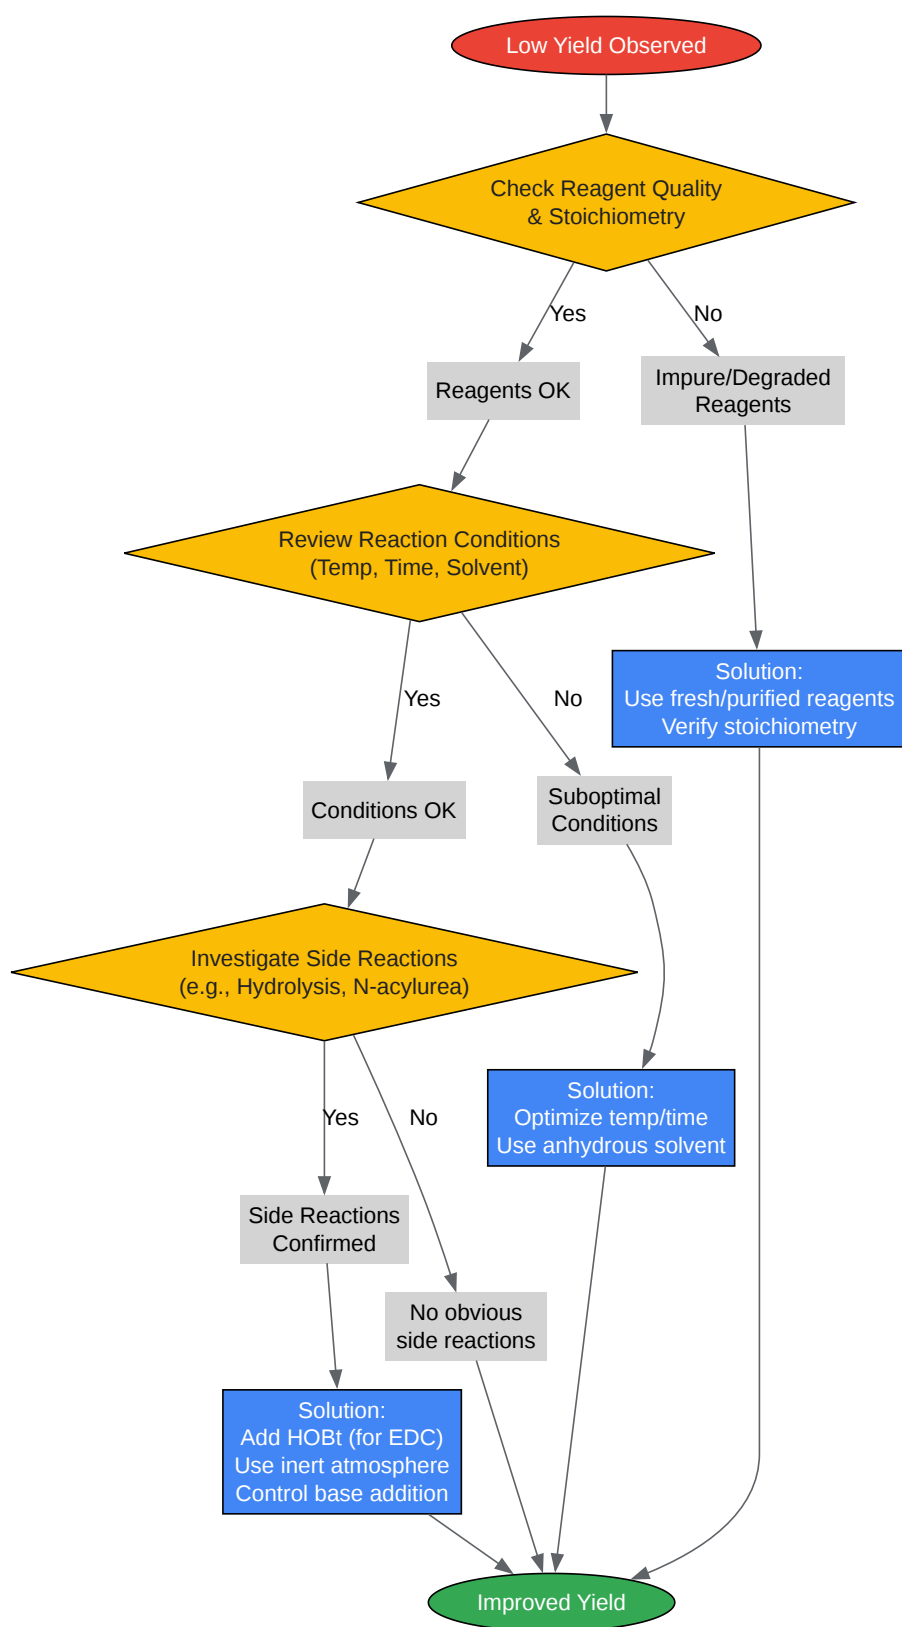 Low Yield Observed
Check Reagent Quality
& Stoichiometry
Yes
No
Reagents OK
Impure/Degraded
Reagents
Review Reaction Conditions
(Temp, Time, Solvent)
Solution:
Use fresh/purified reagents
Verify stoichiometry
Yes
No
Conditions OK
Suboptimal
Conditions
Investigate Side Reactions
(e.g., Hydrolysis, N-acylurea)
Yes
No
Solution:
Optimize temp/time
Use anhydrous solvent
Side Reactions
Confirmed
No obvious
side reactions
Solution:
Add HOBt (for EDC)
Use inert atmosphere
Control base addition
Improved Yield